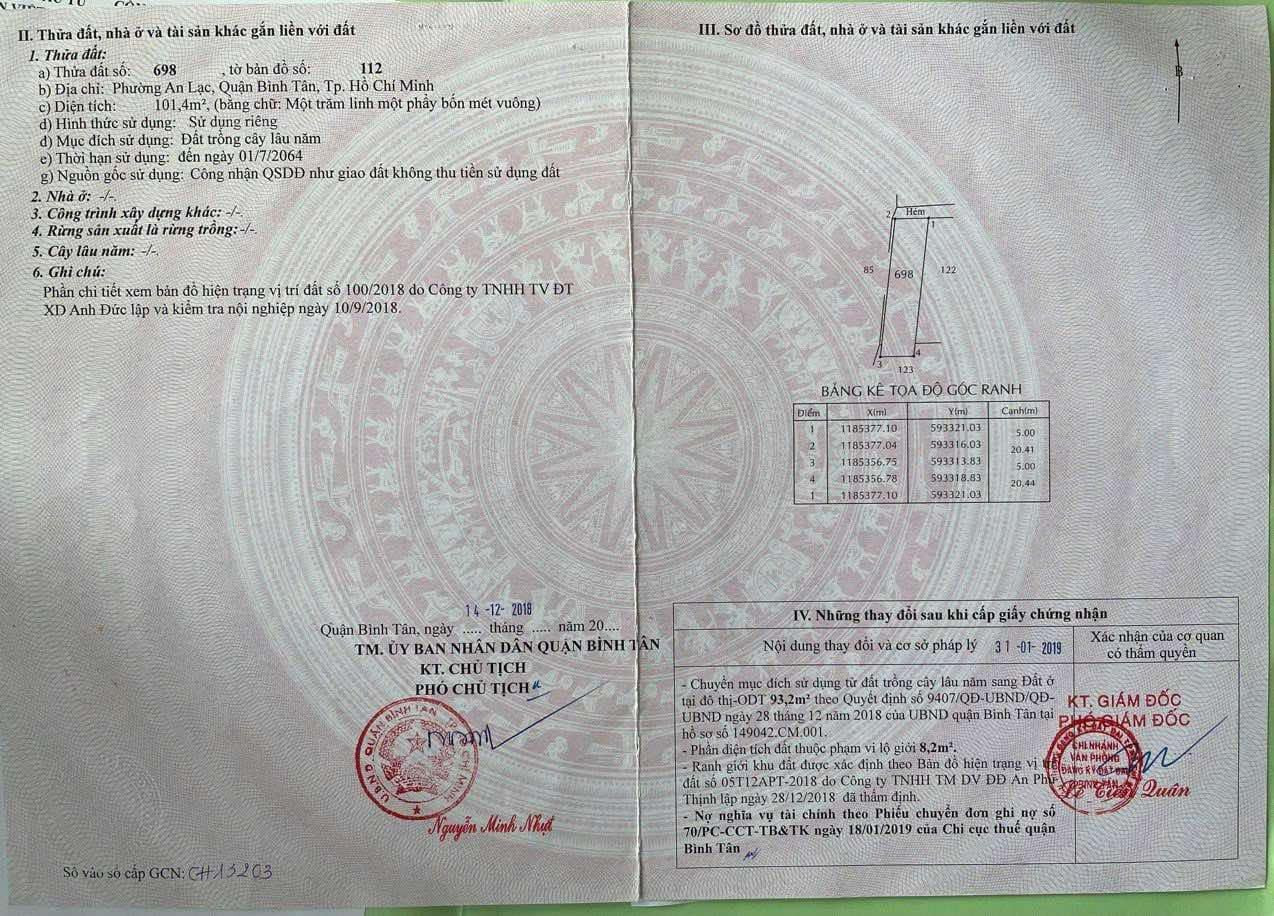 II. Thửa đất, nhà ở và tài sản khác gắn liền với đất
1. Thửa đất:
a) Thửa đất số: 698 , tờ bản đồ số: 112
b) Địa chỉ: Phường An Lạc, Quận Bình Tân, Tp. Hồ Chí Minh
c) Diện tích: 101,4m², (bằng chữ: Một trăm linh một phẩy bốn mét vuông)
d) Hình thức sử dụng: Sử dụng riêng
đ) Mục đích sử dụng: Đất trồng cây lâu năm
e) Thời hạn sử dụng: đến ngày 01/7/2064
g) Nguồn gốc sử dụng: Công nhận QSDĐ như giao đất không thu tiền sử dụng đất
2. Nhà ở: -/-.
3. Công trình xây dựng khác: -/-.
4. Rừng sản xuất là rừng trồng:-/-.
5. Cây lâu năm: -/-.
6. Ghi chú:
Phần chi tiết xem bản đồ hiện trạng vị trí đất số 100/2018 do Công ty TNHH TV ĐT
XD Anh Đức lập và kiểm tra nội nghiệp ngày 10/9/2018.
14-12-2018
Quận Bình Tân, ngày ..... tháng ..... năm 20....
TM. ỦY BAN NHÂN DÂN QUẬN BÌNH TÂN
KT. CHỦ TỊCH
PHÓ CHỦ TỊCH
UBND QUẬN BÌNH TÂN
Nguyễn Minh Nhựt
Số vào sổ cấp GCN: CH13203
III. Sơ đồ thửa đất, nhà ở và tài sản khác gắn liền với đất
B
2 Hẻm
1
85 698 122
3 4
123
BẢNG KÊ TỌA ĐỘ GÓC RANH
Điểm X(m) Y(m) Cạnh(m)
1 1185377.10 593321.03
5.00
2 1185377.04 593316.03
20.41
3 1185356.75 593313.83
5.00
4 1185356.78 593318.83
20.44
1 1185377.10 593321.03
IV. Những thay đổi sau khi cấp giấy chứng nhận
Nội dung thay đổi và cơ sở pháp lý 31-01-2019
Xác nhận của cơ quan
có thẩm quyền
- Chuyển mục đích sử dụng từ đất trồng cây lâu năm sang Đất ở
tại đô thị-ODT 93,2m² theo Quyết định số 9407/QĐ-UBND/QĐ-
UBND ngày 28 tháng 12 năm 2018 của UBND quận Bình Tân tại
hồ sơ số 149042.CM.001.
- Phần diện tích đất thuộc phạm vi lộ giới 8,2m².
- Ranh giới khu đất được xác định theo Bản đồ hiện trạng vị trí
đất số 05T12APT-2018 do Công ty TNHH TM DV ĐĐ An Phú
Thịnh lập ngày 28/12/2018 đã thẩm định.
- Nợ nghĩa vụ tài chính theo Phiếu chuyển đơn ghi nợ số
70/PC-CCT-TB&TK ngày 18/01/2019 của Chi cục thuế quận
Bình Tân
KT. GIÁM ĐỐC
PHÓ GIÁM ĐỐC
CHI NHÁNH
VĂN PHÒNG
ĐĂNG KÝ ĐẤT ĐAI
Q. BÌNH TÂN
Quân